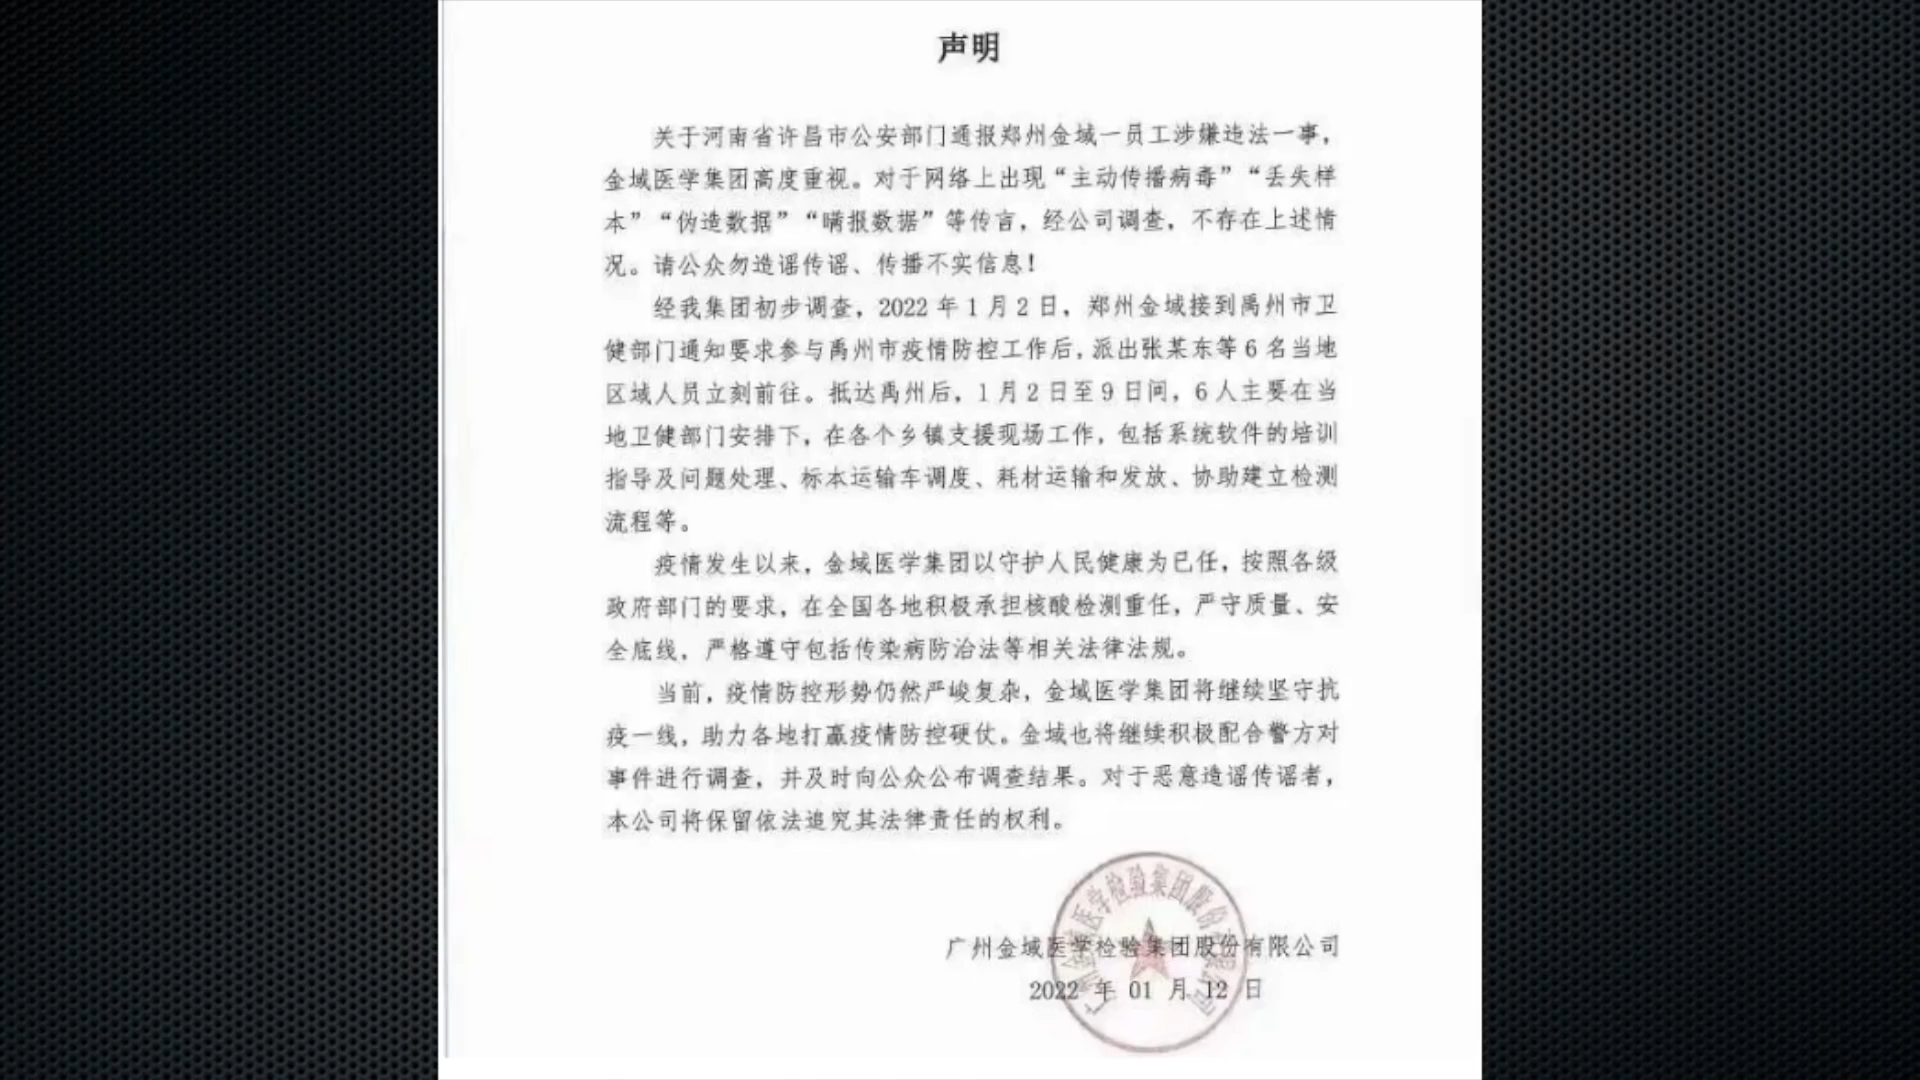 声明
关于河南省许昌市公安部门通报郑州金域一员工涉嫌违法一事，
金域医学集团高度重视。对于网络上出现“主动传播病毒”“丢失样
本”“伪造数据”“瞒报数据”等传言，经公司调查，不存在上述情
况。请公众勿造谣传谣、传播不实信息！
经我集团初步调查，2022 年 1 月 2 日，郑州金域接到禹州市卫
健部门通知要求参与禹州市疫情防控工作后，派出张某东等 6 名当地
区域人员立刻前往。抵达禹州后，1 月 2 日至 9 日间，6 人主要在当
地卫健部门安排下，在各个乡镇支援现场工作，包括系统软件的培训
指导及问题处理、标本运输车调度、耗材运输和发放、协助建立检测
流程等。
疫情发生以来，金域医学集团以守护人民健康为已任，按照各级
政府部门的要求，在全国各地积极承担核酸检测重任，严守质量、安
全底线，严格遵守包括传染病防治法等相关法律法规。
当前，疫情防控形势仍然严峻复杂，金域医学集团将继续坚守抗
疫一线，助力各地打赢疫情防控硬仗。金域也将继续积极配合警方对
事件进行调查，并及时向公众公布调查结果。对于恶意造谣传谣者，
本公司将保留依法追究其法律责任的权利。
广州金域医学检验集团股份有限公司
广州金域医学检验集团股份有限公司
2022 年 01 月 12 日